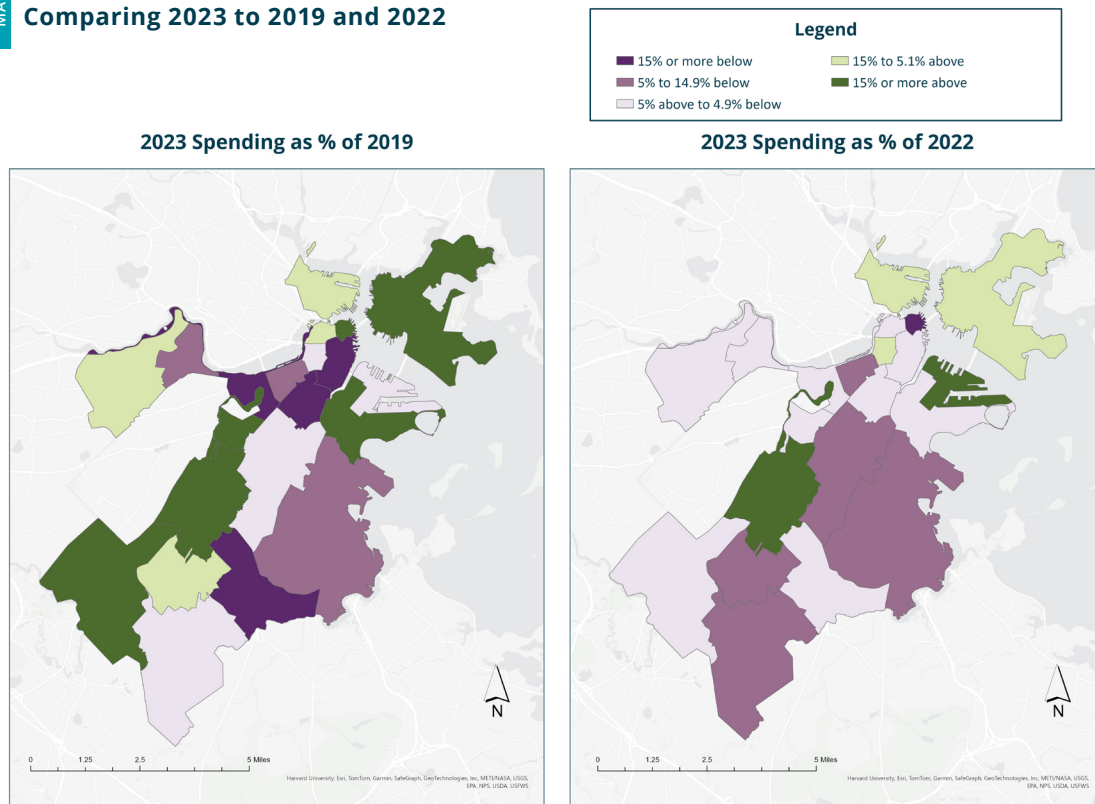 MA
Comparing 2023 to 2019 and 2022
Legend
15% or more below
5% to 14.9% below
5% above to 4.9% below
15% to 5.1% above
15% or more above
2023 Spending as % of 2019
2023 Spending as % of 2022
N
0 1.25 2.5 5 Miles
Harvard University, Esri, TomTom, Garmin, SafeGraph, GeoTechnologies, Inc, METI/NASA, USGS,
EPA, NPS, USDA, USFWS
N
0 1.25 2.5 5 Miles
Harvard University, Esri, TomTom, Garmin, SafeGraph, GeoTechnologies, Inc, METI/NASA, USGS,
EPA, NPS, USDA, USFWS